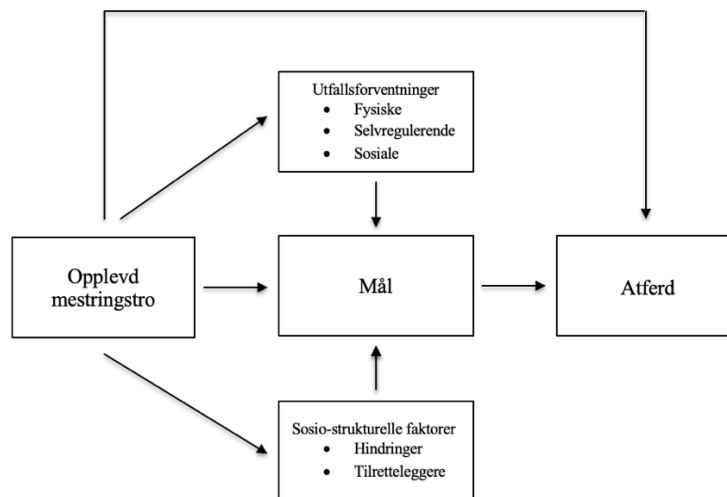 Utfallsforventninger
• Fysiske
• Selvregulerende
• Sosiale
Opplevd
mestringstro
Mål
Atferd
Sosio-strukturelle faktorer
• Hindringer
• Tilretteleggere